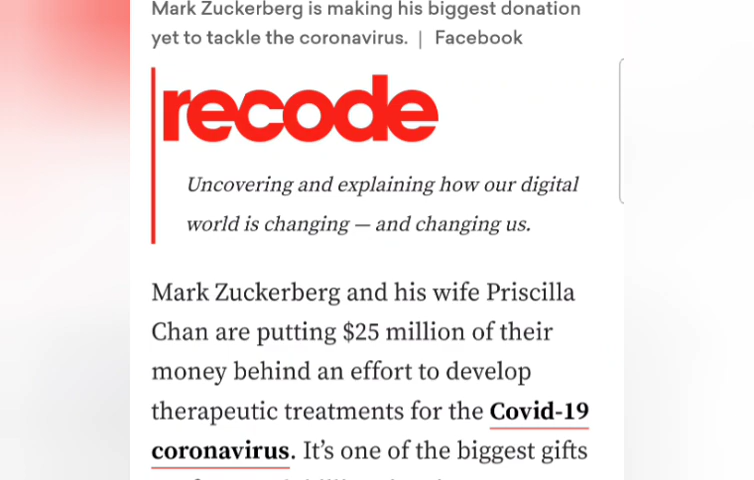 Mark Zuckerberg is making his biggest donation
yet to tackle the coronavirus. | Facebook
recode
Uncovering and explaining how our digital
world is changing — and changing us.
Mark Zuckerberg and his wife Priscilla
Chan are putting $25 million of their
money behind an effort to develop
therapeutic treatments for the Covid-19
coronavirus. It’s one of the biggest gifts